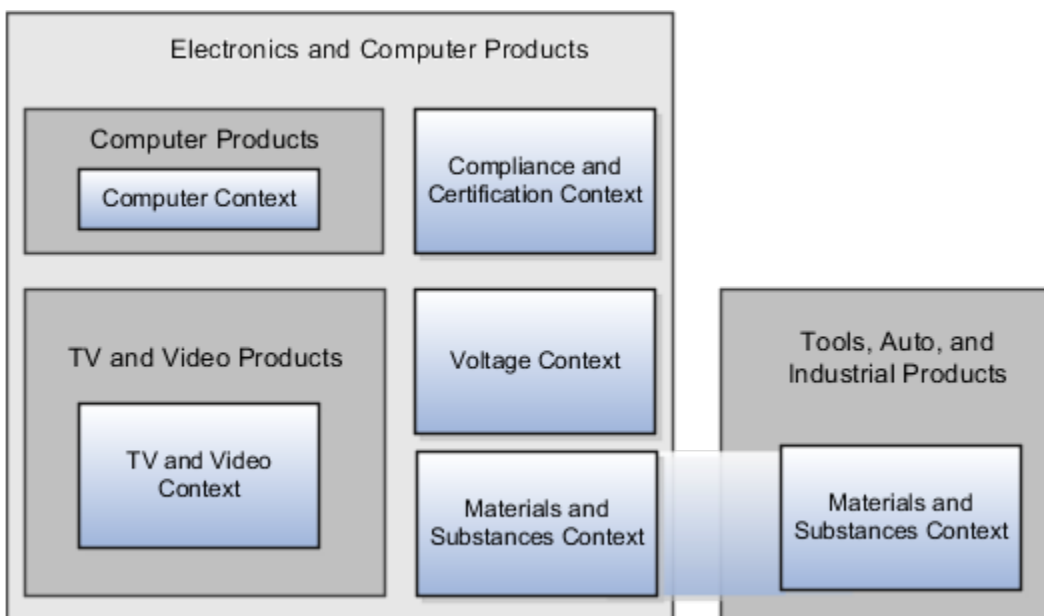 Electronics and Computer Products
Computer Products
Computer Context
Compliance and
Certification Context
TV and Video Products
TV and Video
Context
Voltage Context
Materials and
Substances Context
Tools, Auto, and
Industrial Products
Materials and
Substances Context